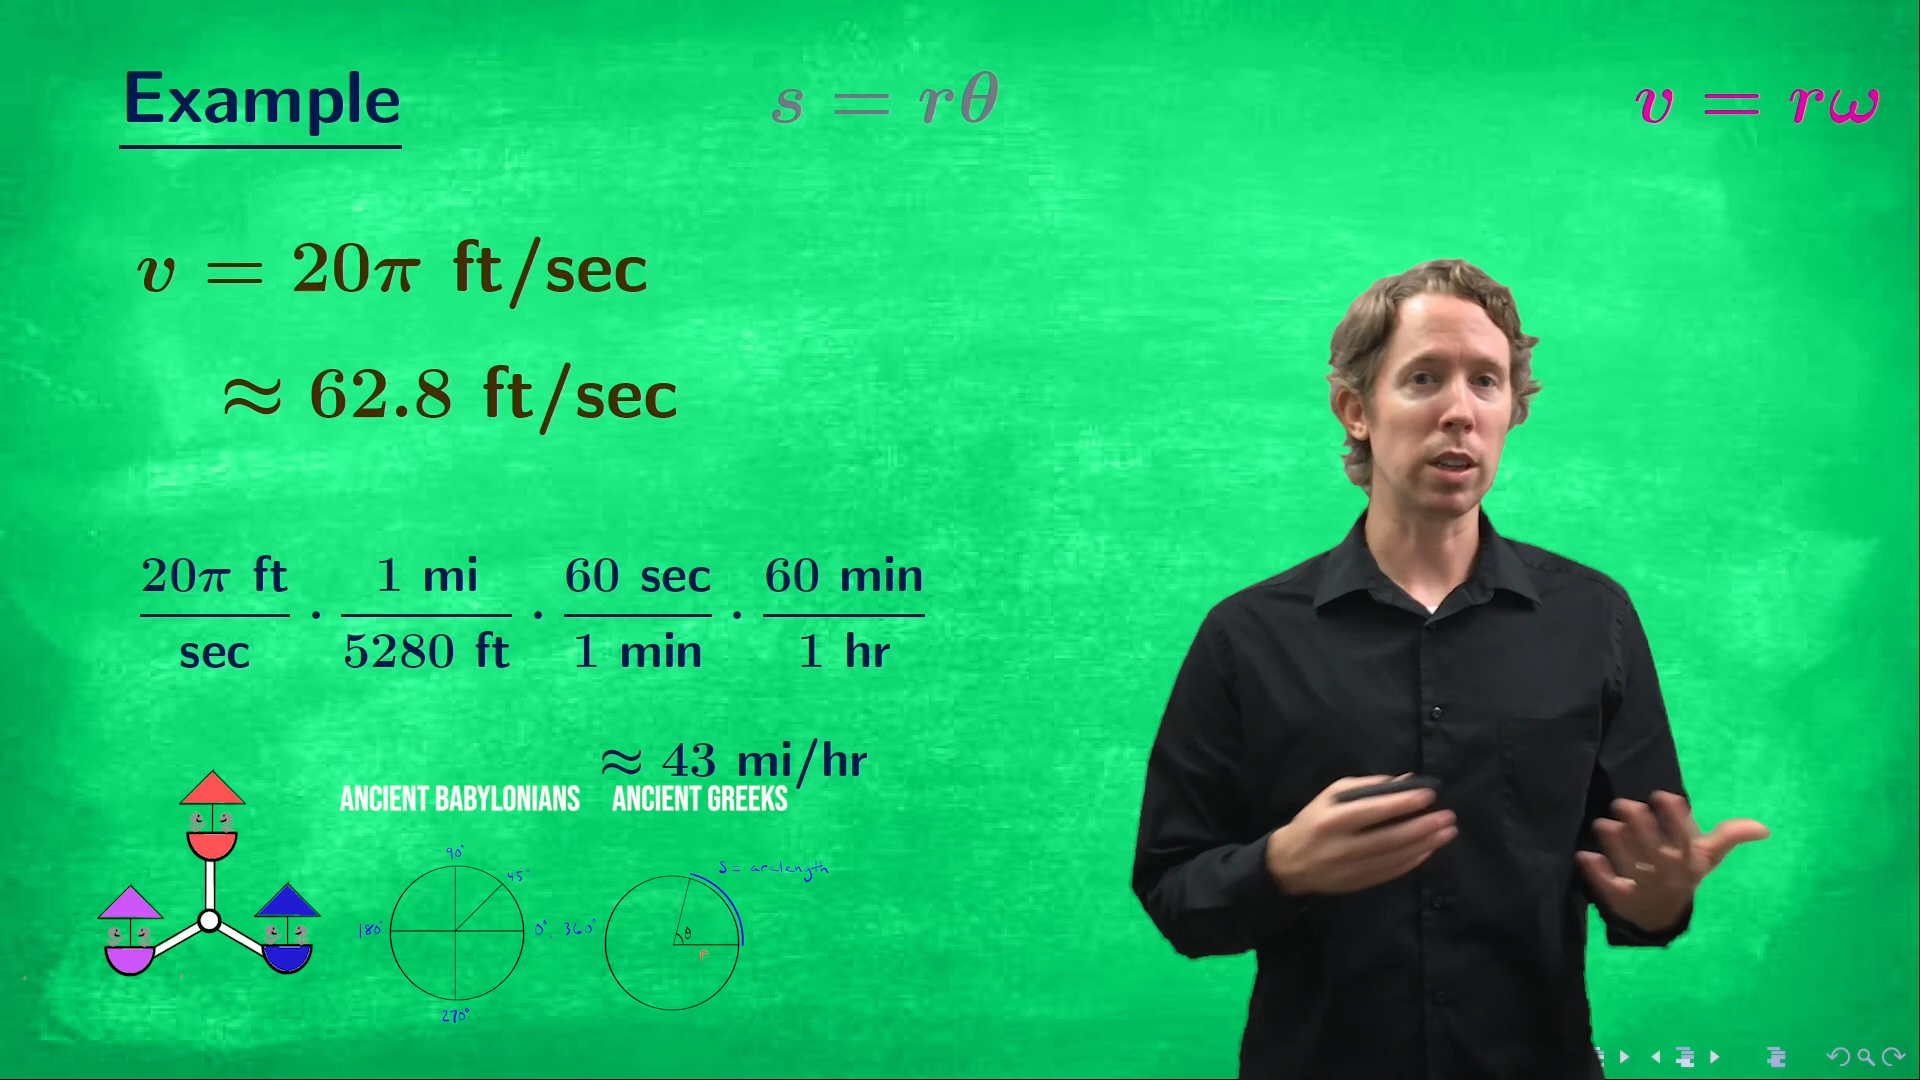 Example
s = rθ
v = rω
v = 20π ft/sec
≈ 62.8 ft/sec
20π ft/sec · 1 mi/5280 ft · 60 sec/1 min · 60 min/1 hr
≈ 43 mi/hr
ANCIENT BABYLONIANS
ANCIENT GREEKS
90°
45°
180°
0°, 360°
270°
s = arclength
θ
r